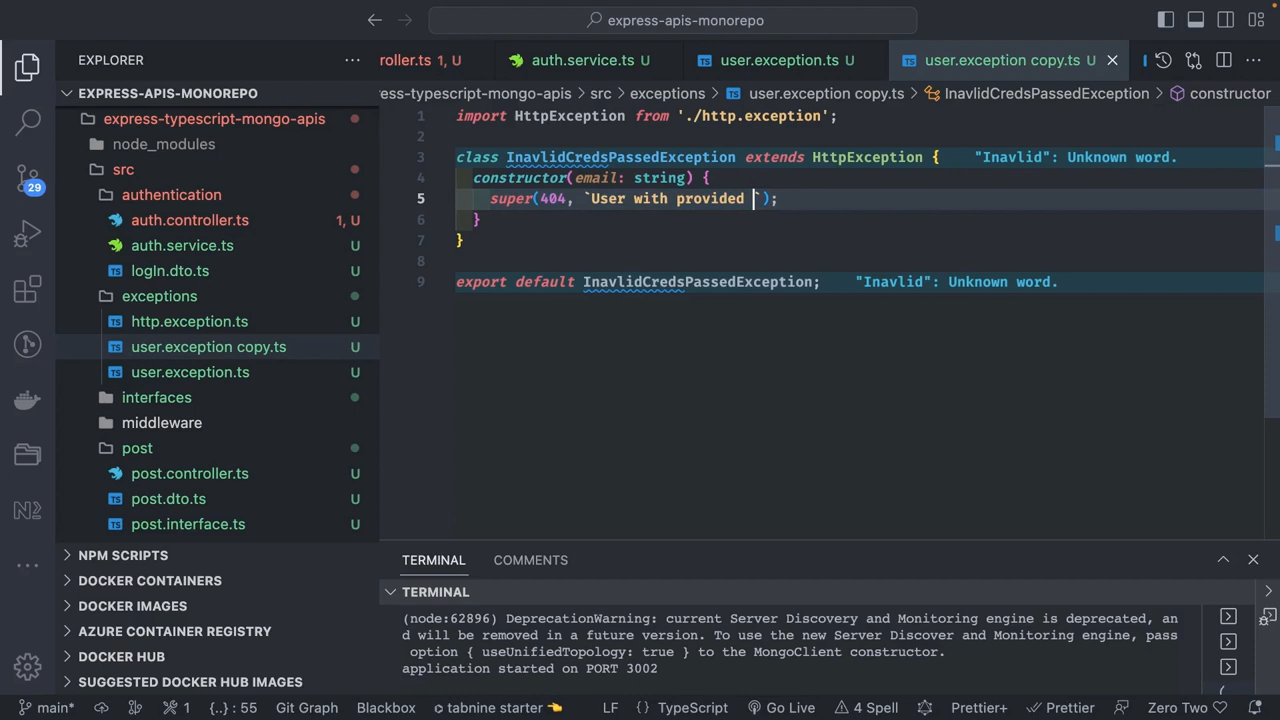 express-apis-monorepo
EXPLORER
roller.ts 1, U
auth.service.ts U
user.exception.ts U
user.exception copy.ts U
EXPRESS-APIS-MONOREPO
ess-typescript-mongo-apis > src > exceptions > user.exception copy.ts > InavlidCredsPassedException > constructor
express-typescript-mongo-apis
node_modules
src
authentication
auth.controller.ts 1, U
auth.service.ts U
logIn.dto.ts U
exceptions
http.exception.ts U
user.exception copy.ts U
user.exception.ts U
interfaces
middleware
post
post.controller.ts U
post.dto.ts U
post.interface.ts U
NPM SCRIPTS
DOCKER CONTAINERS
DOCKER IMAGES
AZURE CONTAINER REGISTRY
DOCKER HUB
SUGGESTED DOCKER HUB IMAGES
29
1 import HttpException from './http.exception';
2
3 class InavlidCredsPassedException extends HttpException { "Inavlid": Unknown word.
4 constructor(email: string) {
5 super(404, `User with provided `);
6 }
7 }
8
9 export default InavlidCredsPassedException; "Inavlid": Unknown word.
TERMINAL COMMENTS
TERMINAL
(node:62896) DeprecationWarning: current Server Discovery and Monitoring engine is deprecated, an
d will be removed in a future version. To use the new Server Discover and Monitoring engine, pass
option { useUnifiedTopology: true } to the MongoClient constructor.
application started on PORT 3002
main* 1 {..} : 55 Git Graph Blackbox tabnine starter LF {} TypeScript Go Live 4 Spell Prettier+ Prettier Zero Two